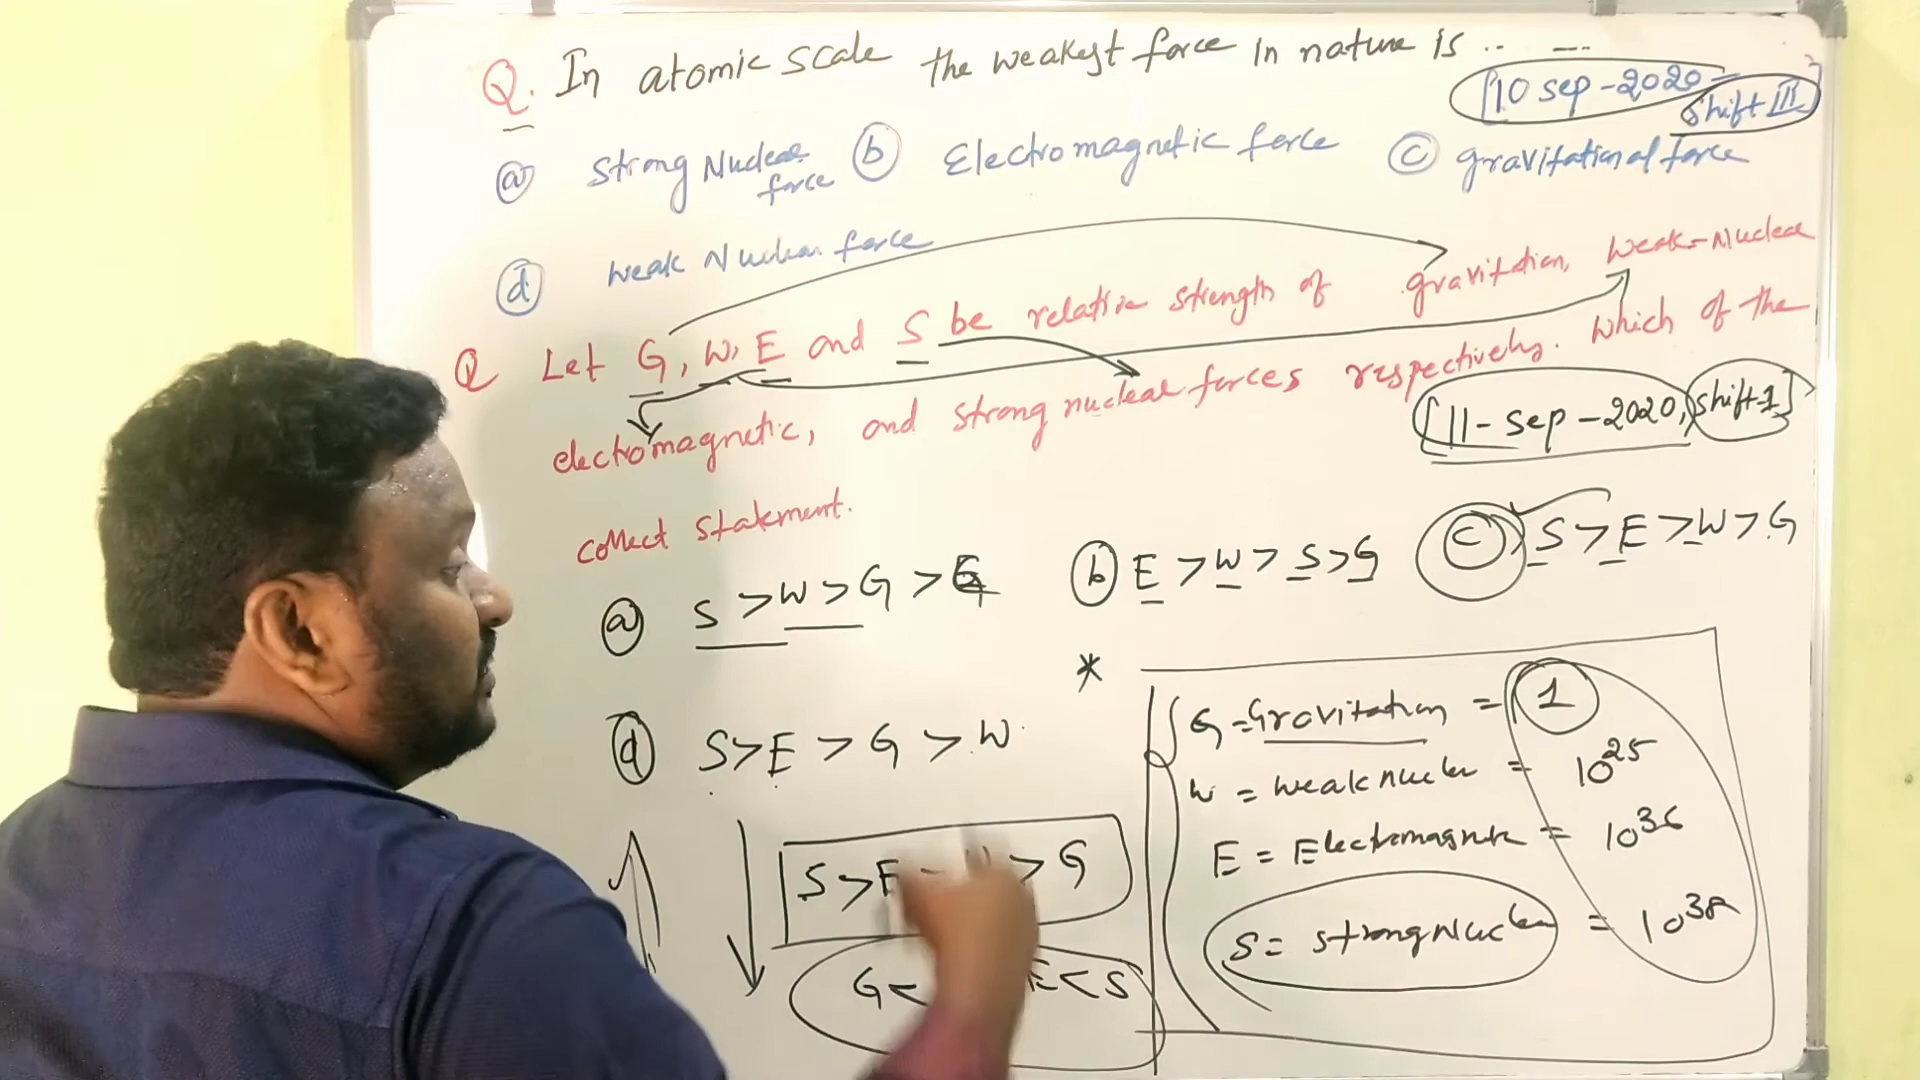 Q. In atomic scale the weakest force in nature is .. ---
[10 sep-2020- shift III]
(a) strong Nuclear force (b) Electromagnetic force (c) gravitational force
(d) weak Nuclear force
Q Let G, W, E and S be relative strength of gravitation, weak-Nuclear
electromagnetic, and strong nuclear forces respectively. Which of the
[11-sep-2020, shift-1]
collect statement.
(a) S > W > G > E (b) E > W > S > G (c) S > E > W > G
(d) S > E > G > W
*
G = Gravitation = 1
W = weak nuclear = 10^25
E = Electromagnetic = 10^36
S = strong Nuclear = 10^38
S > E > G
G < E < S